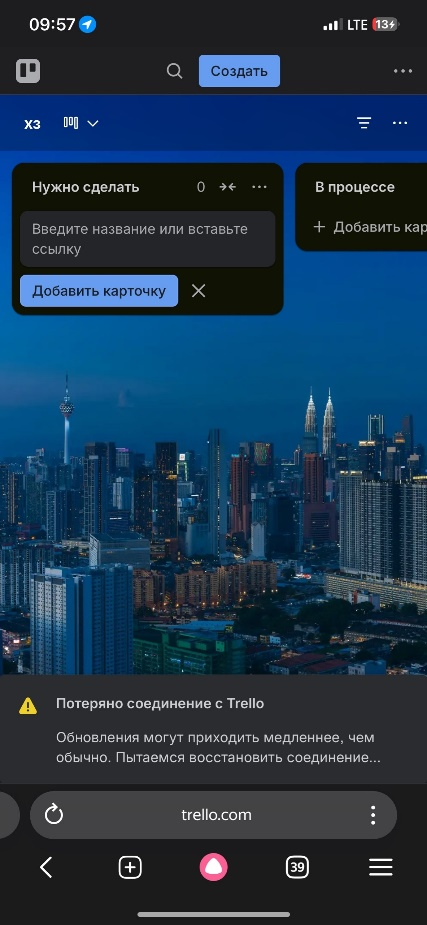 09:57
LTE
13
Создать
ХЗ
Нужно сделать
0
Введите название или вставьте
ссылку
Добавить карточку
В процессе
+ Добавить кар
Потеряно соединение с Trello
Обновления могут приходить медленнее, чем
обычно. Пытаемся восстановить соединение...
trello.com
39